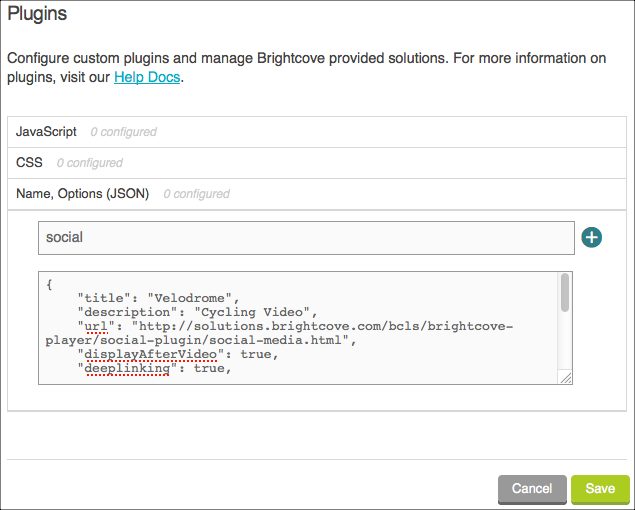 Plugins
Configure custom plugins and manage Brightcove provided solutions. For more information on
plugins, visit our Help Docs.
JavaScript 0 configured
CSS 0 configured
Name, Options (JSON) 0 configured
social
{
"title": "Velodrome",
"description": "Cycling Video",
"url": "http://solutions.brightcove.com/bcls/brightcove-
player/social-plugin/social-media.html",
"displayAfterVideo": true,
"deeplinking": true,
Cancel Save